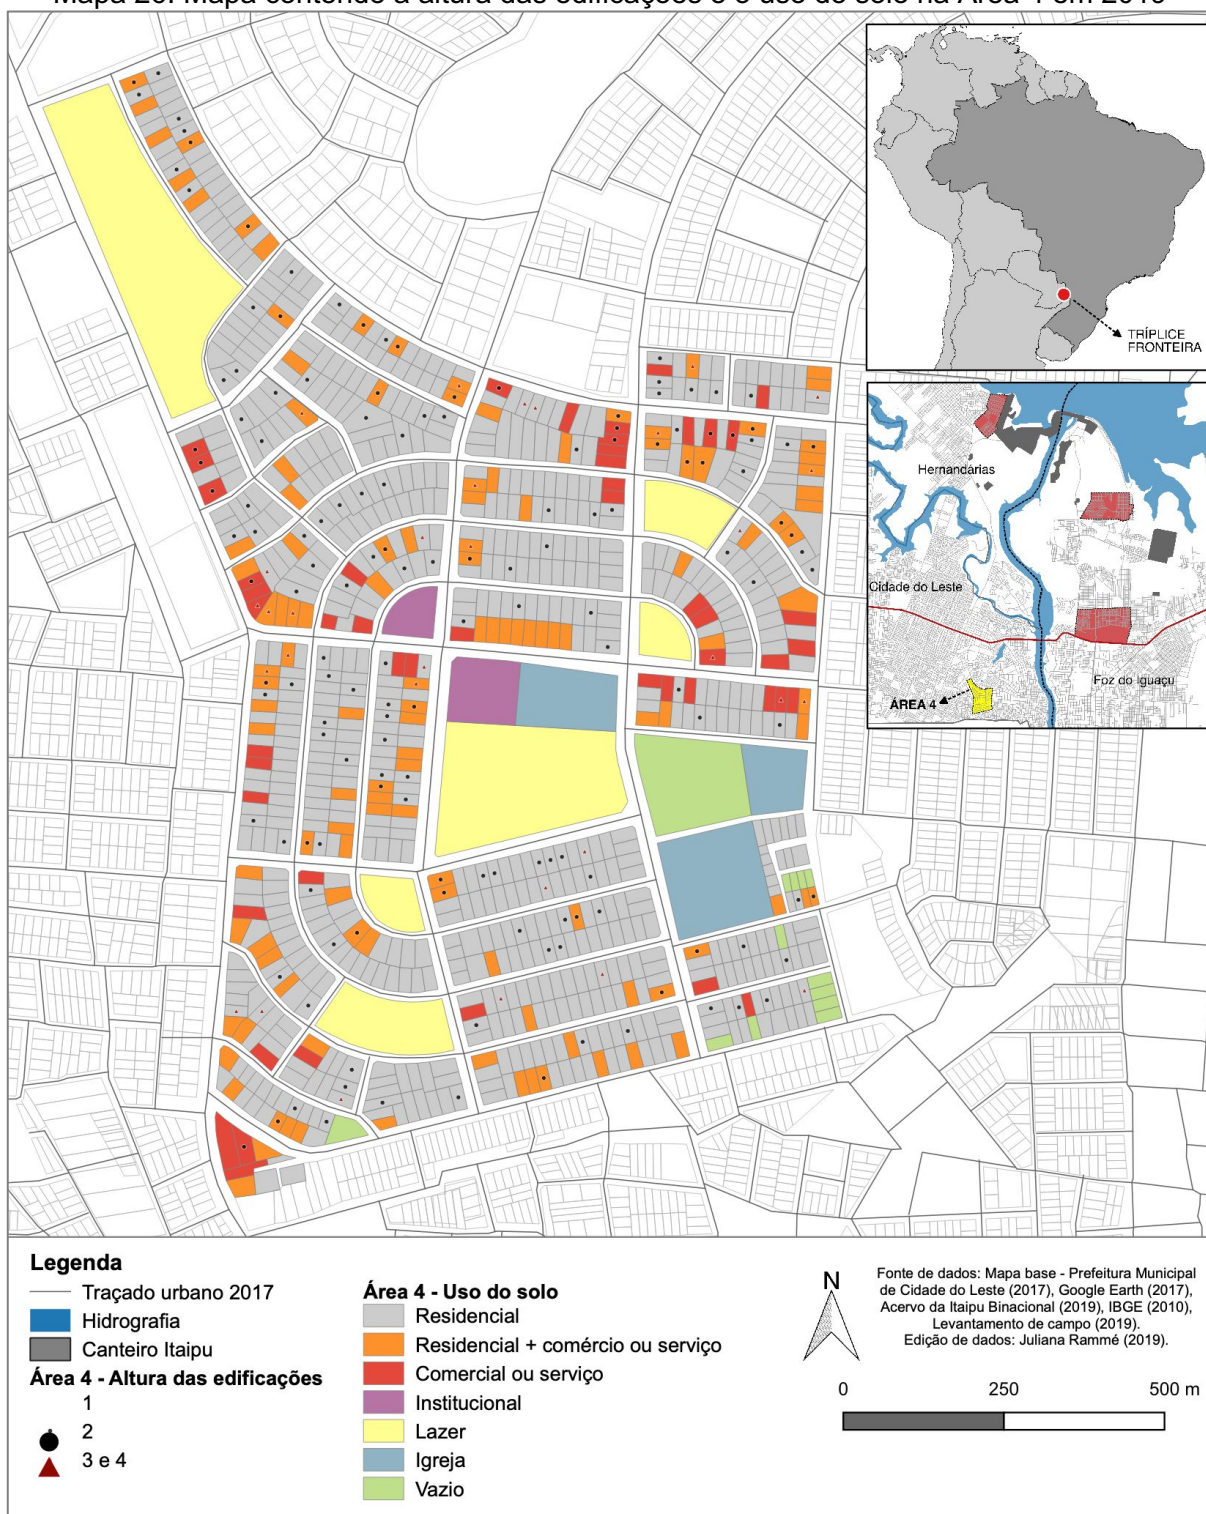 Mapa 20: Mapa contendo a altura das edificações e o uso do solo na Área 4 em 2019
TRÍPLICE
FRONTEIRA
Hernandárias
Cidade do Leste
Foz do Iguaçu
ÁREA 4
Legenda
Traçado urbano 2017
Hidrografia
Canteiro Itaipu
Área 4 - Altura das edificações
1
2
3 e 4
Área 4 - Uso do solo
Residencial
Residencial + comércio ou serviço
Comercial ou serviço
Institucional
Lazer
Igreja
Vazio
N
Fonte de dados: Mapa base - Prefeitura Municipal
de Cidade do Leste (2017), Google Earth (2017),
Acervo da Itaipu Binacional (2019), IBGE (2010),
Levantamento de campo (2019).
Edição de dados: Juliana Rammé (2019).
0 250 500 m